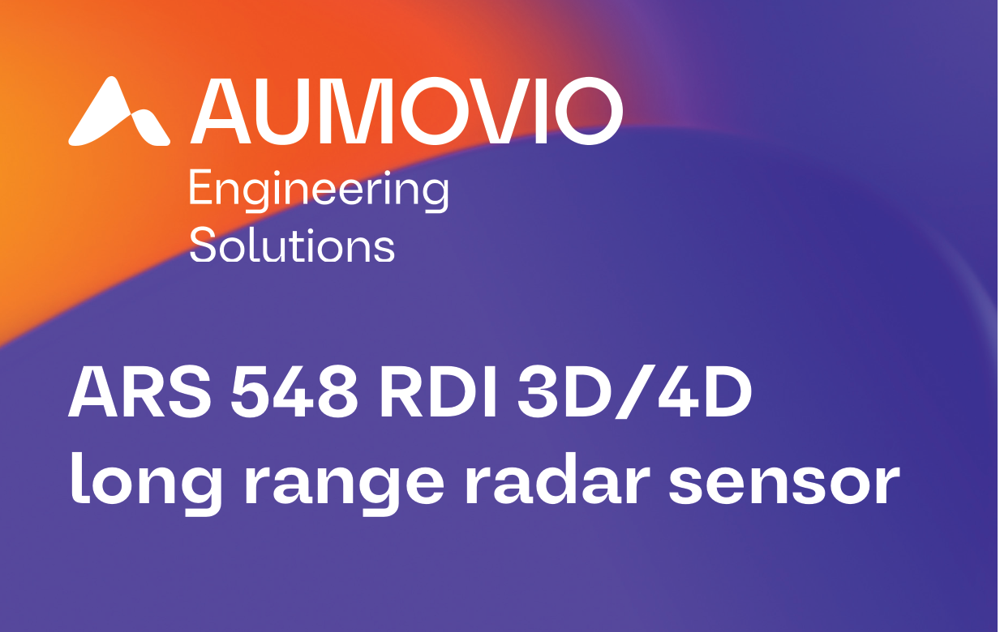 AUMOVIO
Engineering
Solutions
ARS 548 RDI 3D/4D
long range radar sensor